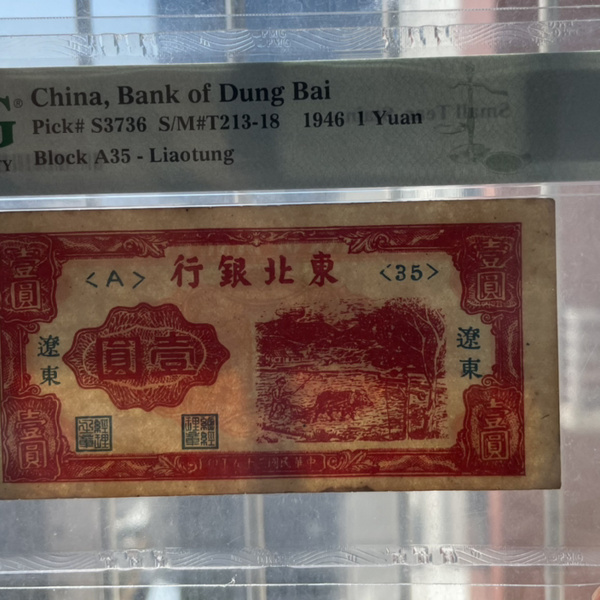 China, Bank of Dung Bai
Pick# S3736 S/M#T213-18 1946 1 Yuan
Block A35 - Liaotung
<A> 行銀北東 <35>
壹圓 壹圓
圓壹
遼東 遼東
壹圓 壹圓